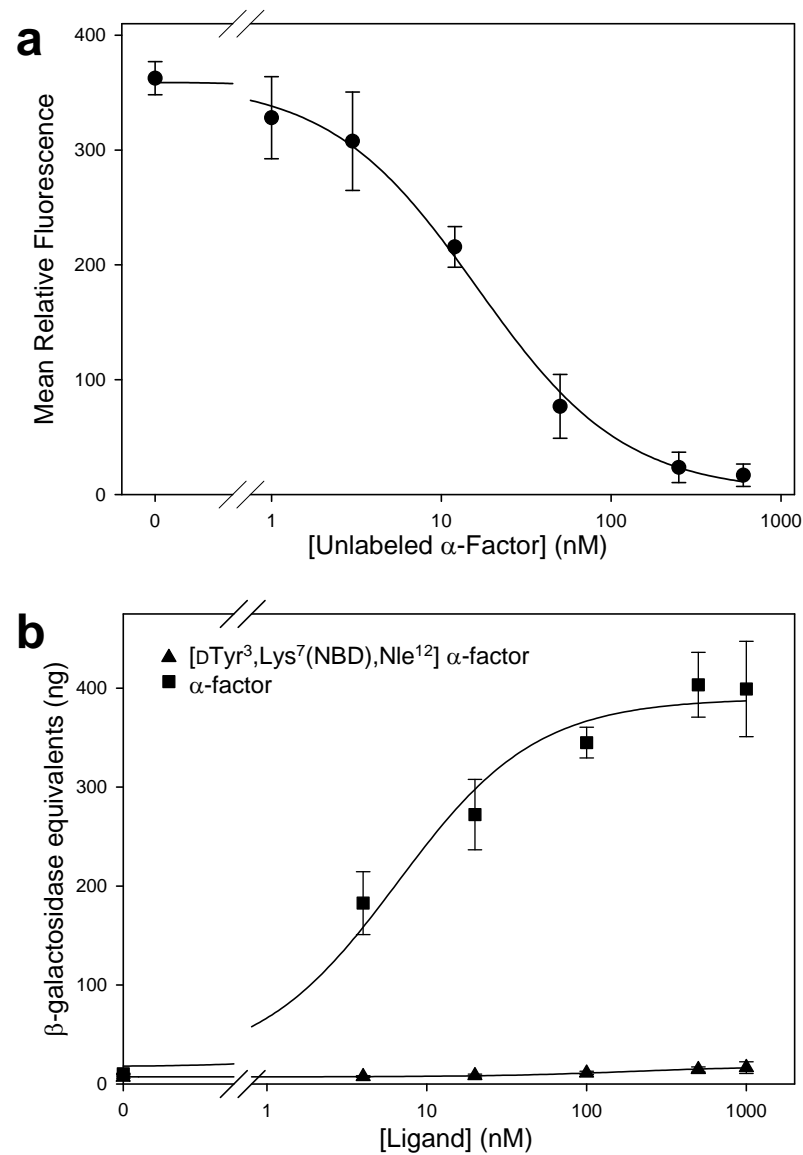 a
Mean Relative Fluorescence
400
300
200
100
0
0 1 10 100 1000
[Unlabeled α-Factor] (nM)
b
β-galactosidase equivalents (ng)
[DTyr³,Lys⁷(NBD),Nle¹²] α-factor
α-factor
400
300
200
100
0
0 1 10 100 1000
[Ligand] (nM)